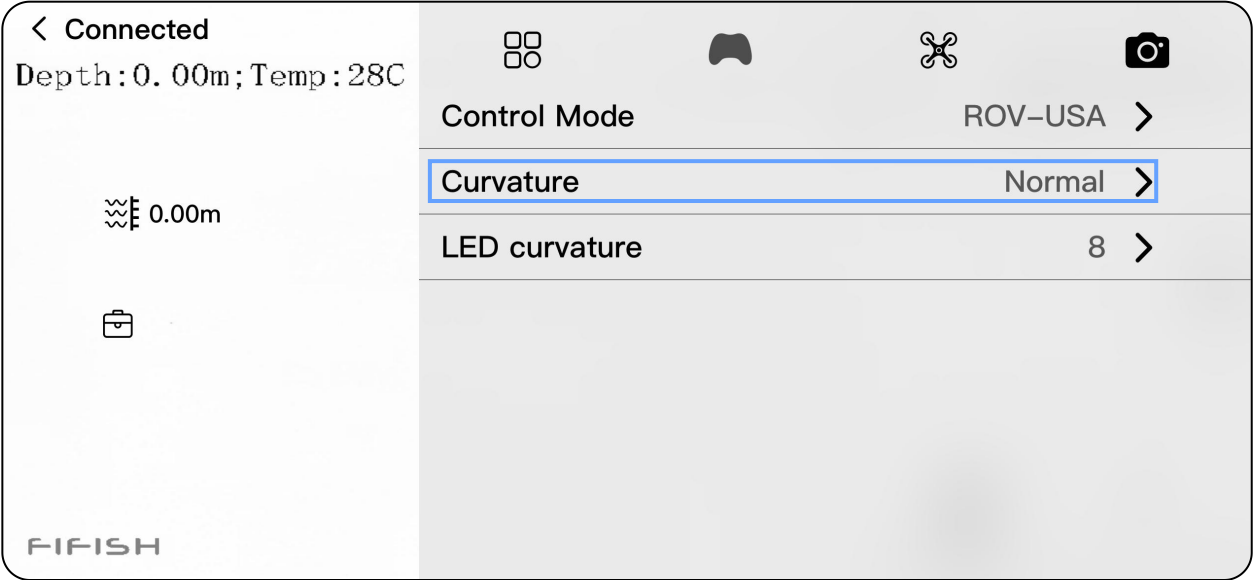 Connected
Depth:0.00m;Temp:28C
Control Mode ROV-USA
Curvature Normal
0.00m
LED curvature 8
FIFISH